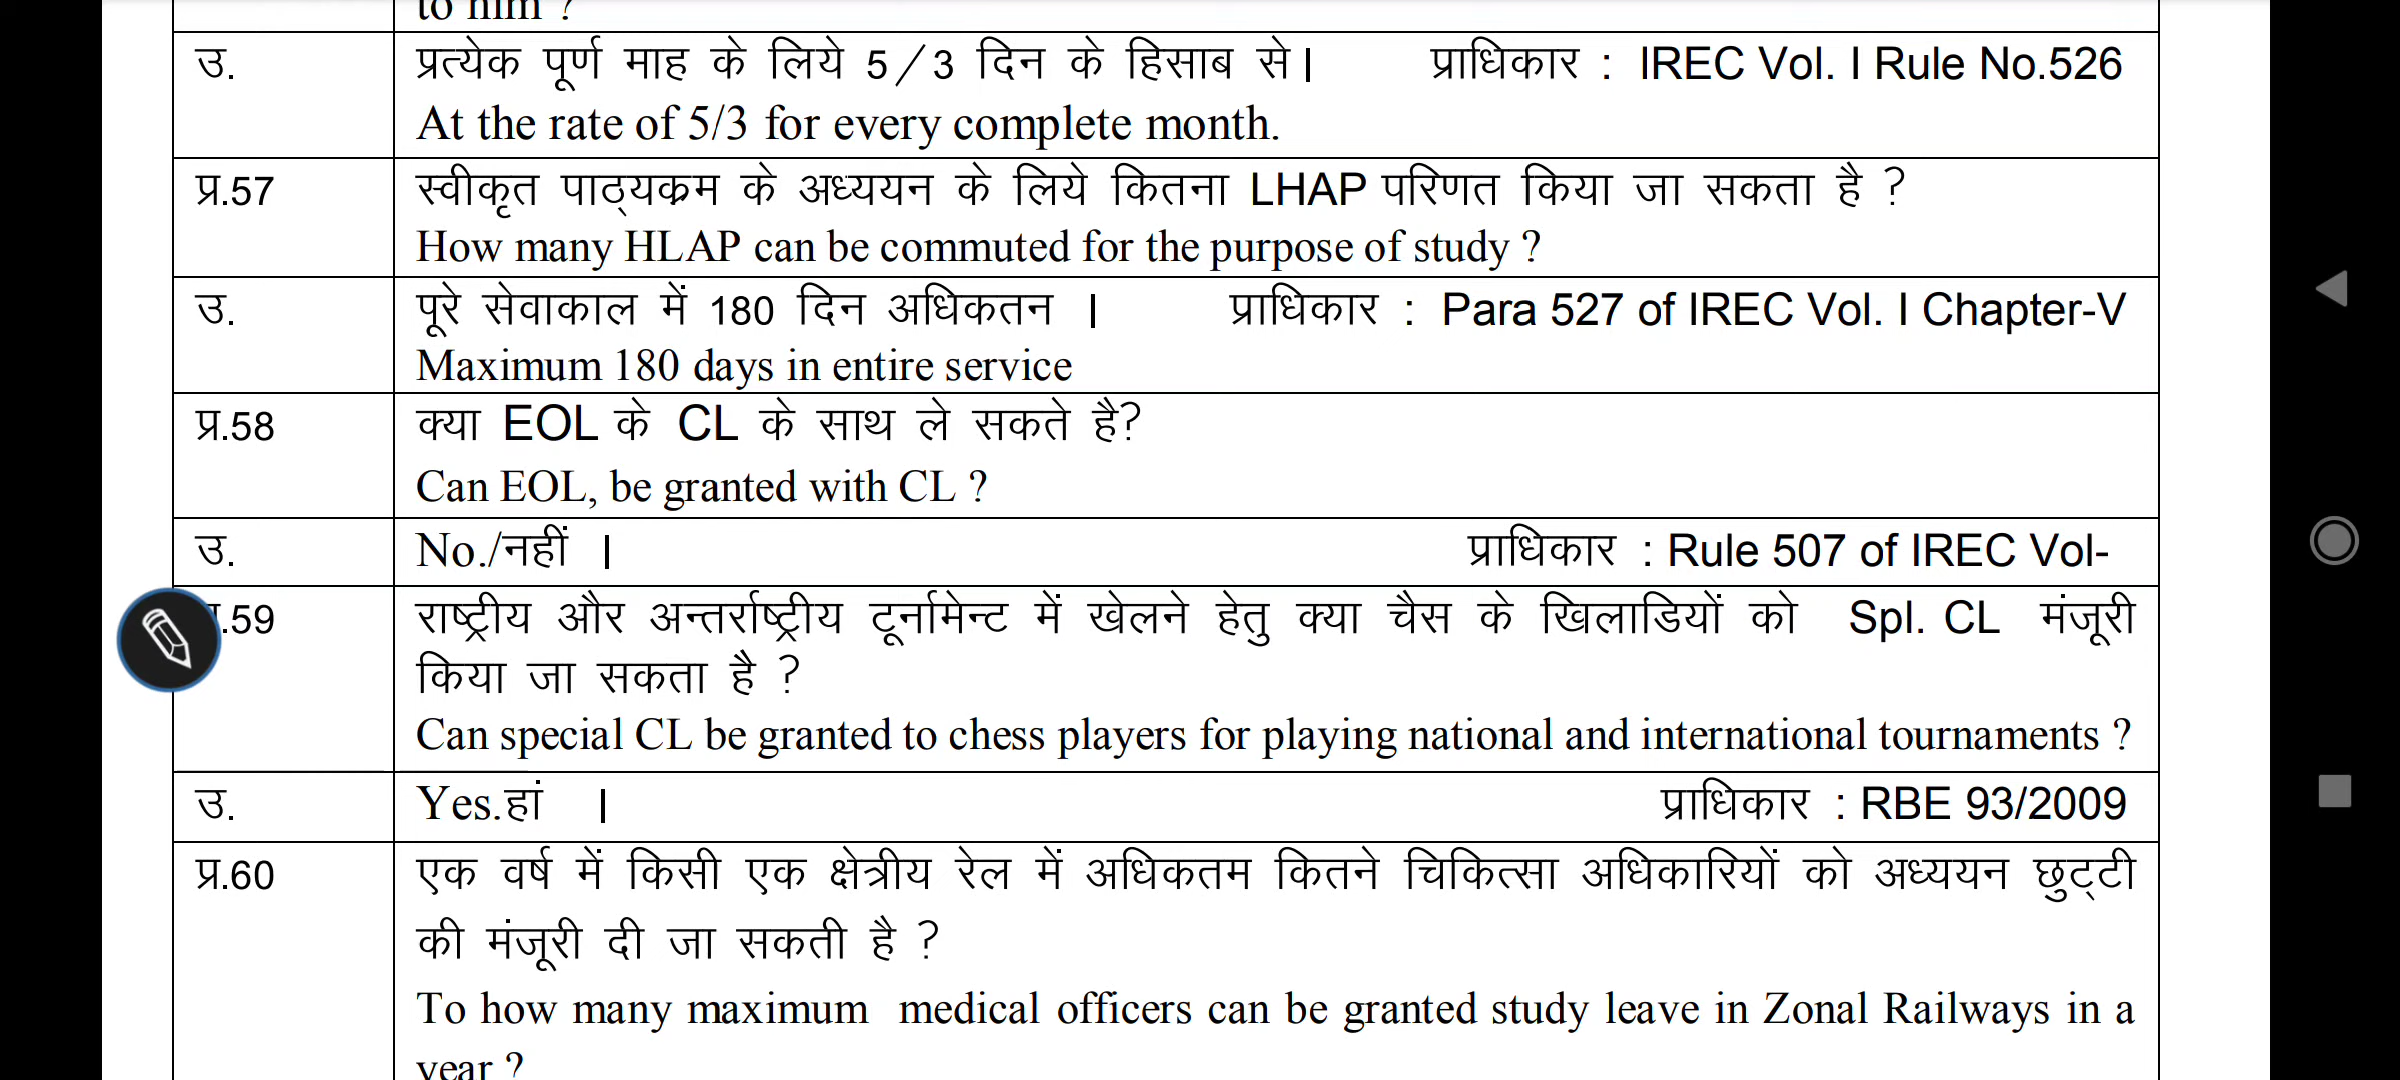 to him ?
उ. प्रत्येक पूर्ण माह के लिये 5/3 दिन के हिसाब से। प्राधिकार : IREC Vol. I Rule No.526
At the rate of 5/3 for every complete month.
प्र.57 स्वीकृत पाठ्यक्रम के अध्ययन के लिये कितना LHAP परिणत किया जा सकता है ?
How many HLAP can be commuted for the purpose of study ?
उ. पूरे सेवाकाल में 180 दिन अधिकतन । प्राधिकार : Para 527 of IREC Vol. I Chapter-V
Maximum 180 days in entire service
प्र.58 क्या EOL के CL के साथ ले सकते है?
Can EOL, be granted with CL ?
उ. No./नहीं । प्राधिकार : Rule 507 of IREC Vol-
.59 राष्ट्रीय और अन्तर्राष्ट्रीय टूर्नामेन्ट में खेलने हेतु क्या चैस के खिलाडियों को Spl. CL मंजूरी
किया जा सकता है ?
Can special CL be granted to chess players for playing national and international tournaments ?
उ. Yes.हां । प्राधिकार : RBE 93/2009
प्र.60 एक वर्ष में किसी एक क्षेत्रीय रेल में अधिकतम कितने चिकित्सा अधिकारियों को अध्ययन छुट्टी
की मंजूरी दी जा सकती है ?
To how many maximum medical officers can be granted study leave in Zonal Railways in a
year ?